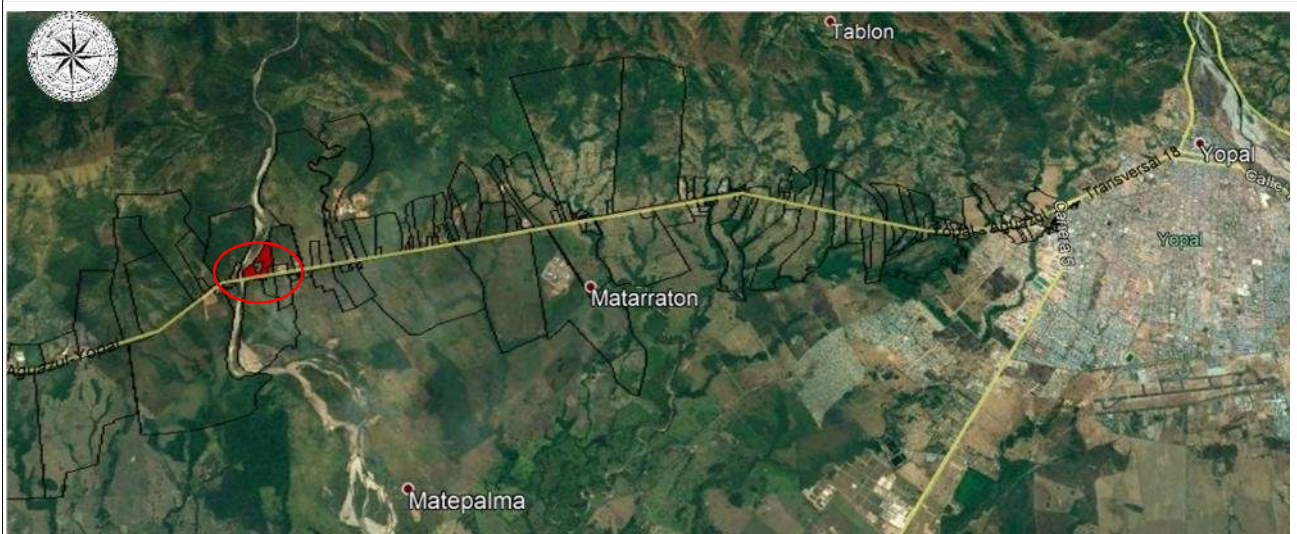 Tablon
Yopal
Calle
Transversal 18
Yopal - Aguazul
Carrera 5
Yopal
Matarraton
Aguazul-Yopal
Matepalma